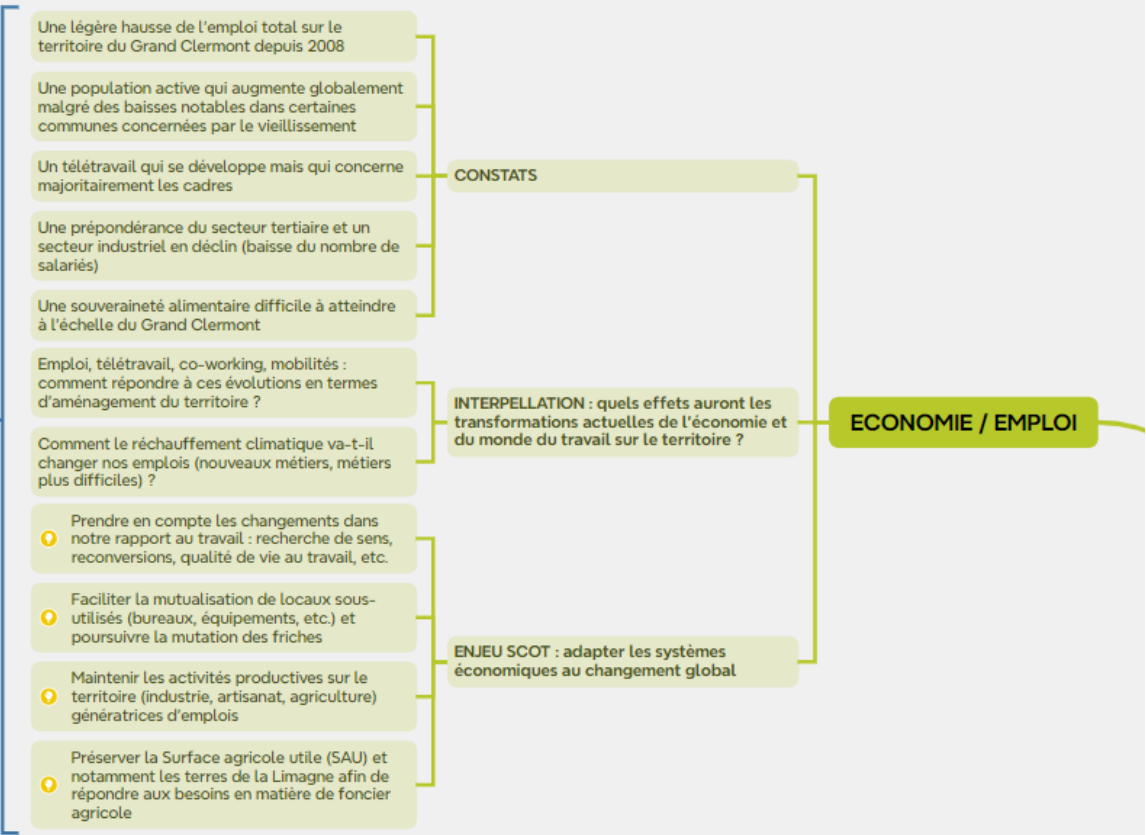 Une légère hausse de l'emploi total sur le
territoire du Grand Clermont depuis 2008
Une population active qui augmente globalement
malgré des baisses notables dans certaines
communes concernées par le vieillissement
Un télétravail qui se développe mais qui concerne
majoritairement les cadres
Une prépondérance du secteur tertiaire et un
secteur industriel en déclin (baisse du nombre de
salariés)
Une souveraineté alimentaire difficile à atteindre
à l'échelle du Grand Clermont
CONSTATS
Emploi, télétravail, co-working, mobilités :
comment répondre à ces évolutions en termes
d'aménagement du territoire ?
Comment le réchauffement climatique va-t-il
changer nos emplois (nouveaux métiers, métiers
plus difficiles) ?
INTERPELLATION : quels effets auront les
transformations actuelles de l'économie et
du monde du travail sur le territoire ?
ECONOMIE / EMPLOI
Prendre en compte les changements dans
notre rapport au travail : recherche de sens,
reconversions, qualité de vie au travail, etc.
Faciliter la mutualisation de locaux sous-
utilisés (bureaux, équipements, etc.) et
poursuivre la mutation des friches
Maintenir les activités productives sur le
territoire (industrie, artisanat, agriculture)
génératrices d'emplois
Préserver la Surface agricole utile (SAU) et
notamment les terres de la Limagne afin de
répondre aux besoins en matière de foncier
agricole
ENJEU SCOT : adapter les systèmes
économiques au changement global